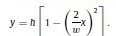 y = h [ 1 − ( 2/w x )² ] .